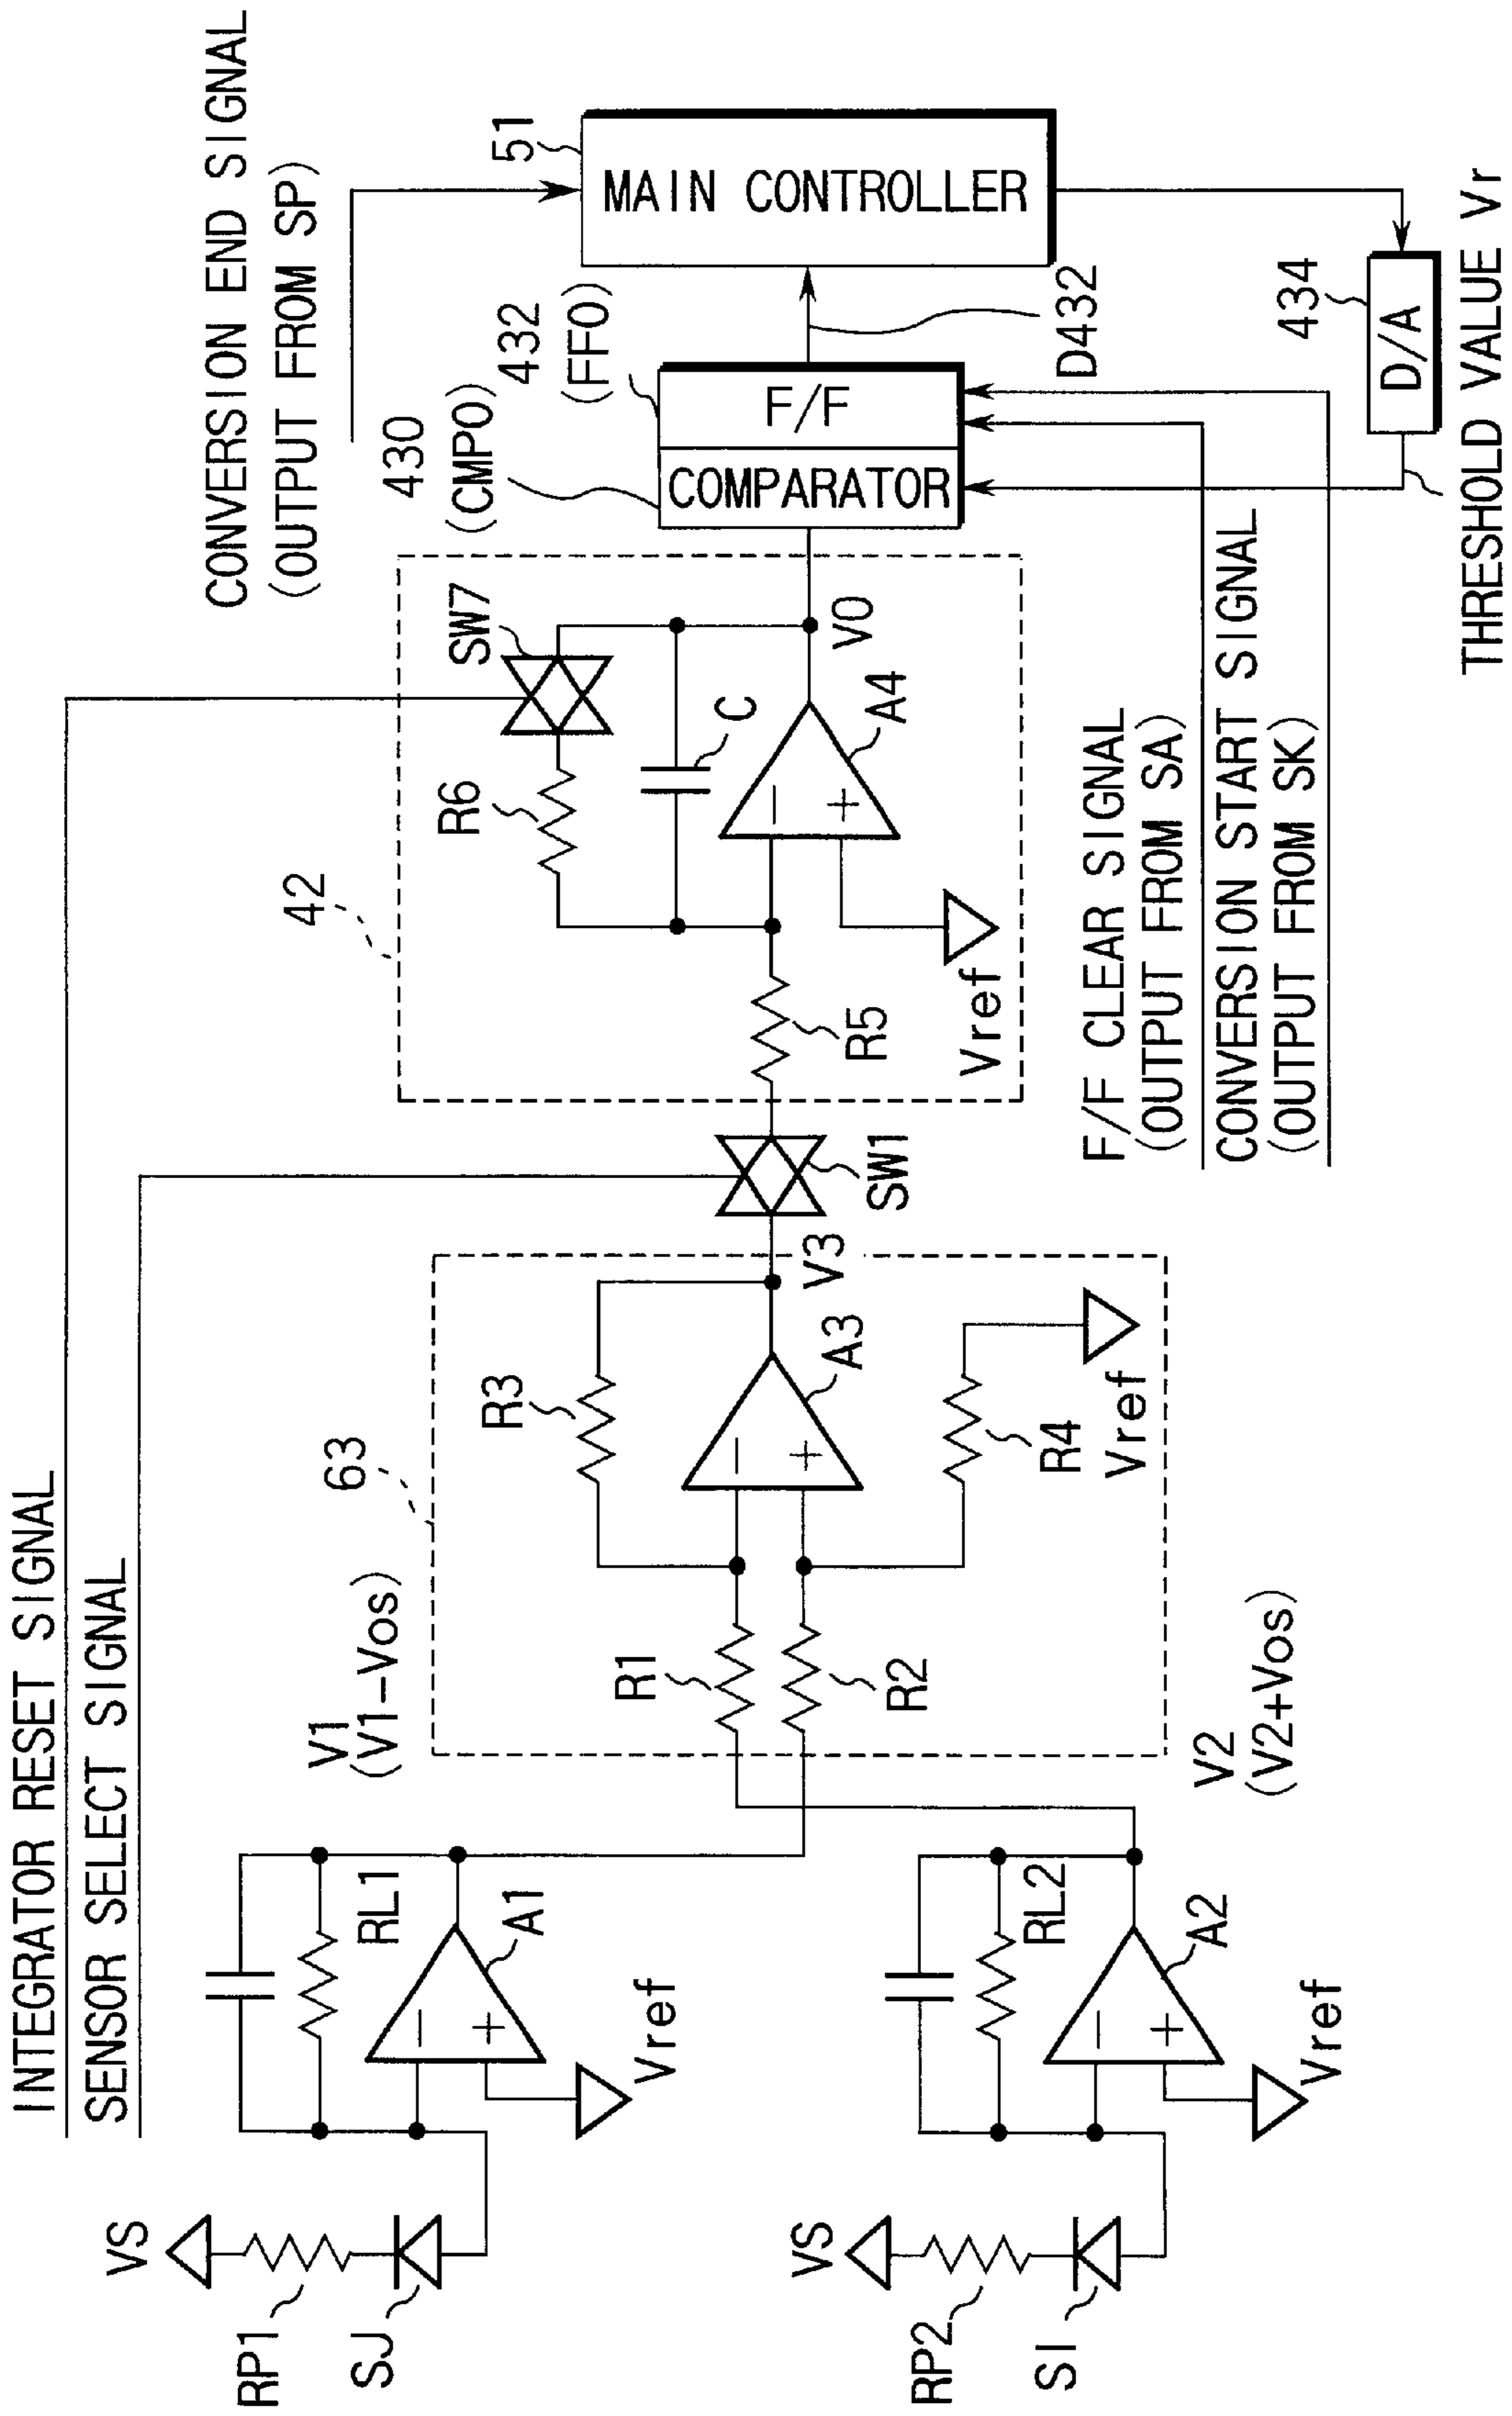 INTEGRATOR RESET SIGNAL
SENSOR SELECT SIGNAL
CONVERSION END SIGNAL
(OUTPUT FROM SP)
51
MAIN CONTROLLER
VS
RP1
SJ
RL1
A1
Vref
V1
(V1-Vos)
63
R1
R2
R3
A3
V3
R4
Vref
SW1
42
R6
SW7
C
A4
R5
V0
Vref
430
(CMPO)
COMPARATOR
432
(FFO)
F/F
D432
434
D/A
THRESHOLD VALUE Vr
F/F CLEAR SIGNAL
(OUTPUT FROM SA)
CONVERSION START SIGNAL
(OUTPUT FROM SK)
VS
RP2
SI
RL2
A2
Vref
V2
(V2+Vos)